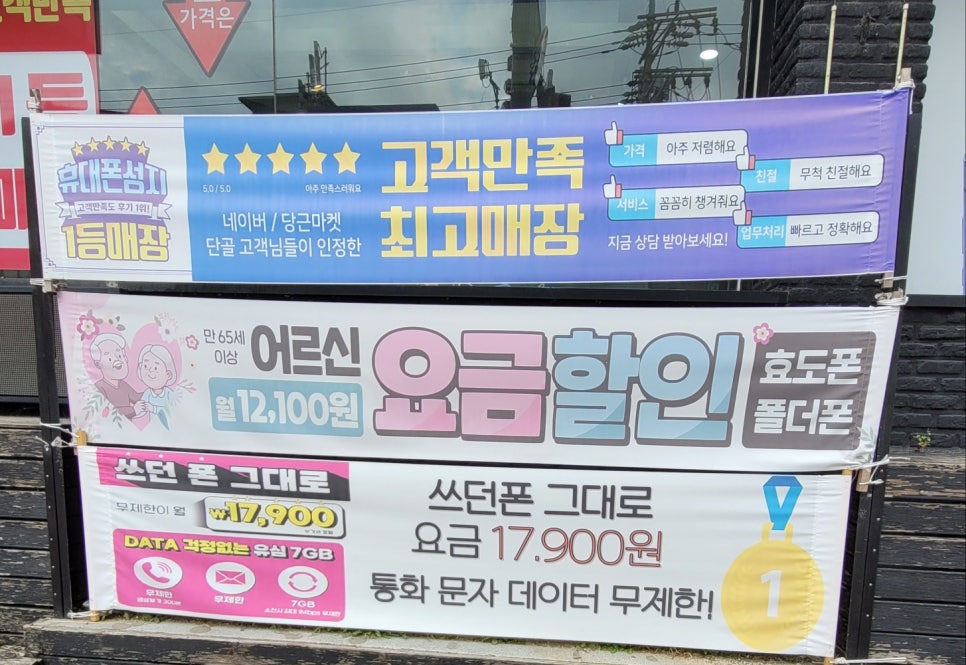 고객만족
가격은
휴대폰성지
고객만족도 후기 1위!
1등매장
5.0 / 5.0
아주 만족스러워요
네이버 / 당근마켓
단골 고객님들이 인정한
고객만족
최고매장
가격 아주 저렴해요
친절 무척 친절해요
서비스 꼼꼼히 챙겨줘요
업무처리 빠르고 정확해요
지금 상담 받아보세요!
만 65세
이상
어르신
월 12,100원
요금할인
효도폰
폴더폰
쓰던 폰 그대로
무제한이 월
₩17,900
DATA 걱정없는 유심 7GB
무제한
무제한
7GB
쓰던폰 그대로
요금 17.900원
통화 문자 데이터 무제한!
1